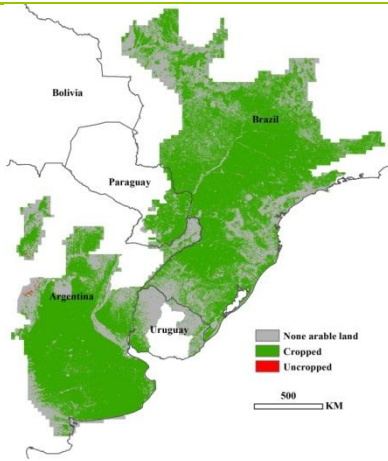 Bolivia
Brazil
Paraguay
Argentina
Uruguay
None arable land
Cropped
Uncropped
500
KM